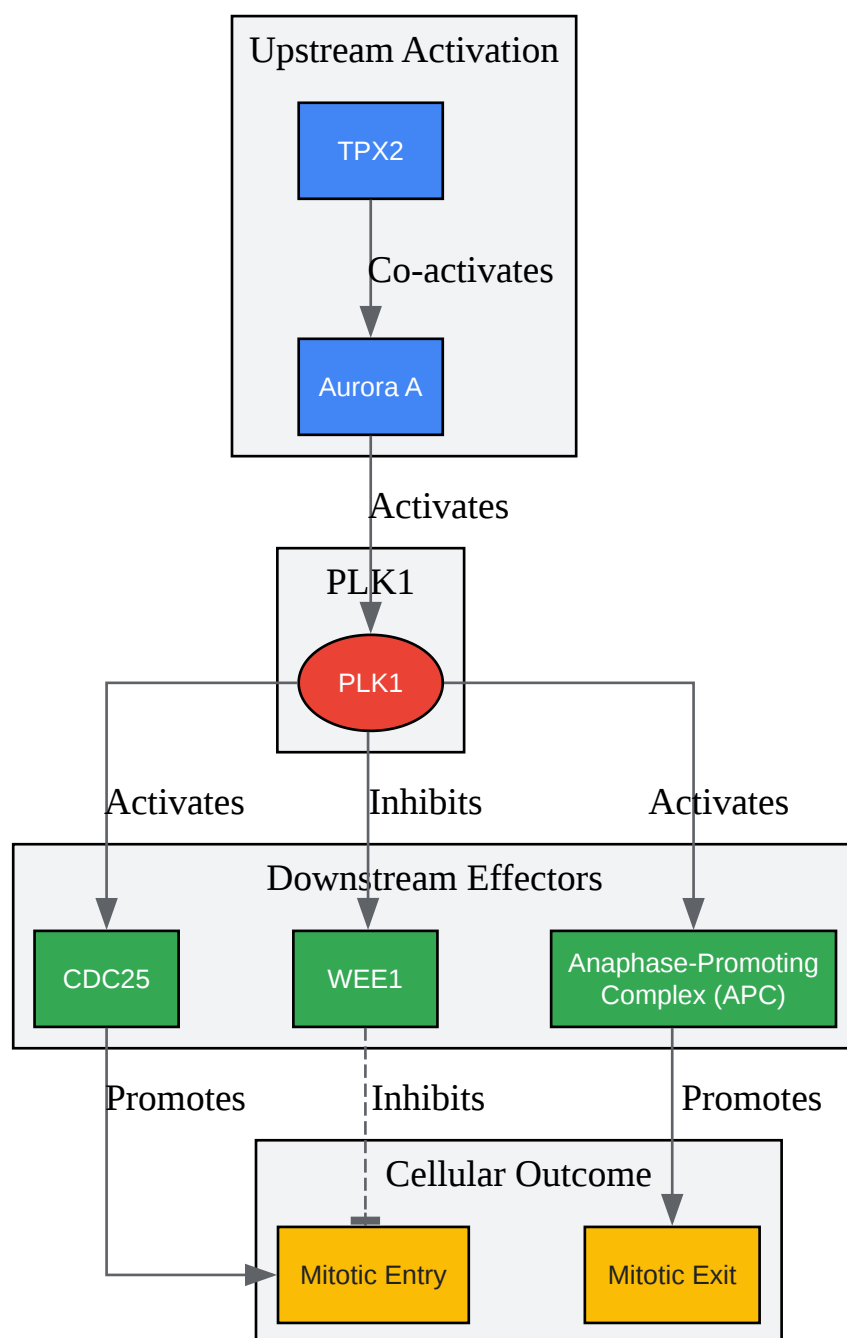 Upstream Activation
TPX2
Co-activates
Aurora A
Activates
PLK1
PLK1
Activates
Inhibits
Activates
Downstream Effectors
CDC25
WEE1
Anaphase-Promoting
Complex (APC)
Promotes
Inhibits
Promotes
Cellular Outcome
Mitotic Entry
Mitotic Exit